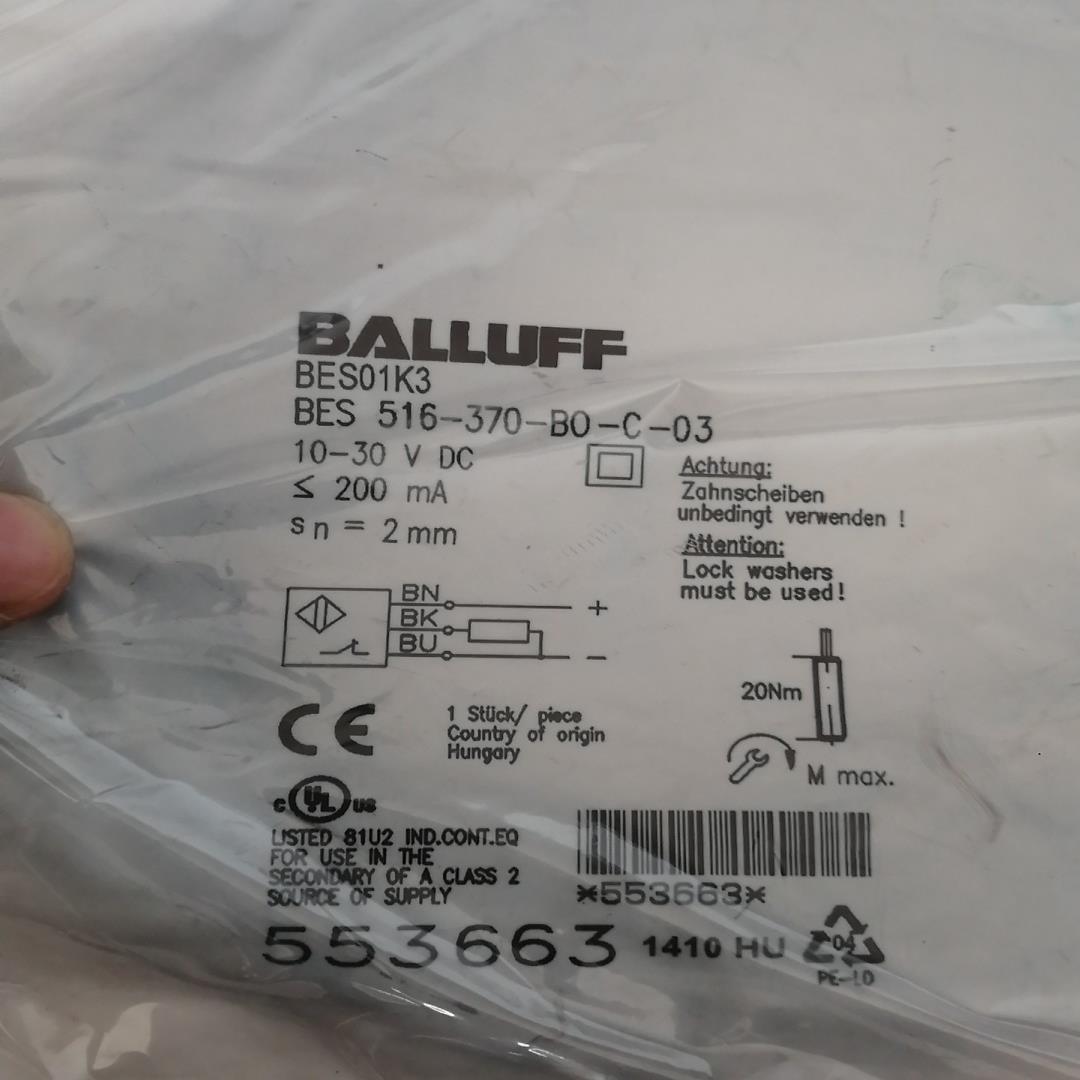 BALLUFF
BES01K3
BES 516-370-BO-C-03
10-30 V DC
≤ 200 mA
sn = 2mm
Achtung:
Zahnscheiben
unbedingt verwenden !
Attention:
Lock washers
must be used!
BN
+
BK
BU
-
20Nm
M max.
CE
1 Stück/ piece
Country of origin
Hungary
c UL us
LISTED 81U2 IND.CONT.EQ
FOR USE IN THE
SECONDARY OF A CLASS 2
SOURCE OF SUPPLY
*553663*
553663 1410 HU
04
PE-LD